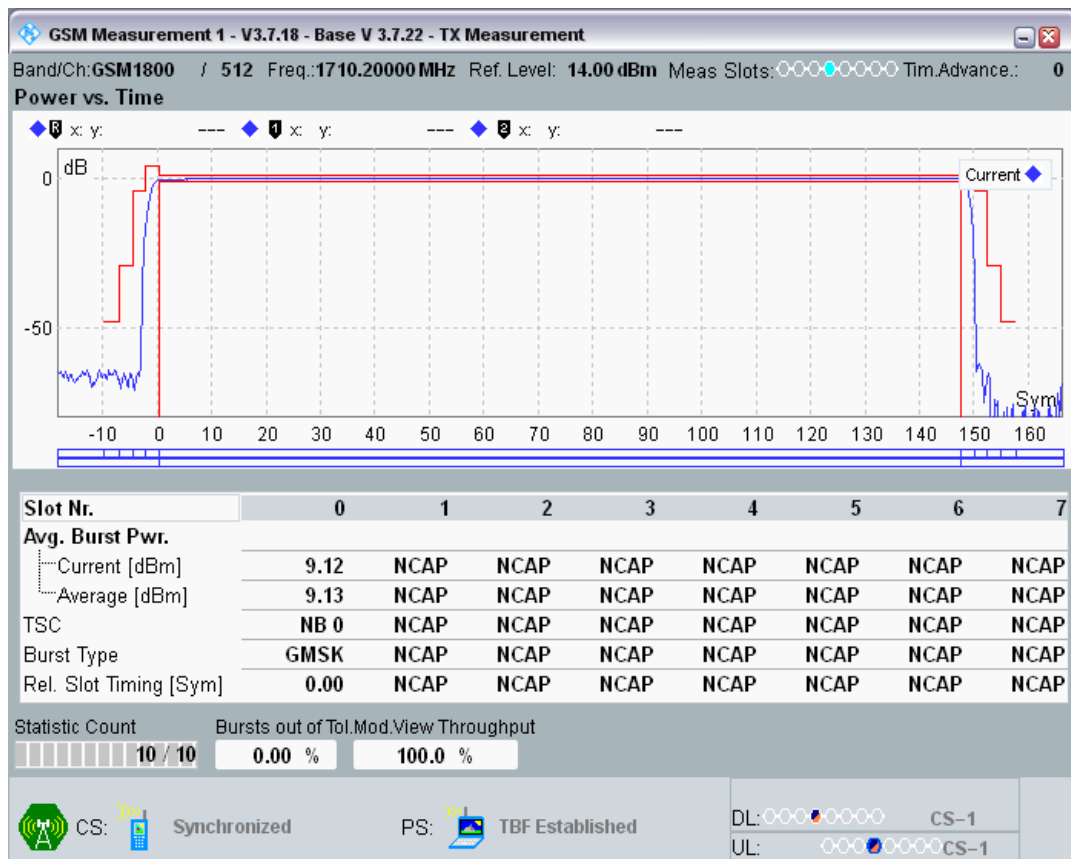 GSM Measurement 1 - V3.7.18 - Base V 3.7.22 - TX Measurement
Band/Ch:GSM1800 / 512 Freq.:1710.20000 MHz Ref. Level: 14.00 dBm Meas Slots: Tim.Advance.: 0
Power vs. Time
R x: y: --- 1 x: y: --- 2 x: y: ---
dB
0
Current
-50
Sym
-10 0 10 20 30 40 50 60 70 80 90 100 110 120 130 140 150 160
Slot Nr. 0 1 2 3 4 5 6 7
Avg. Burst Pwr.
Current [dBm] 9.12 NCAP NCAP NCAP NCAP NCAP NCAP NCAP
Average [dBm] 9.13 NCAP NCAP NCAP NCAP NCAP NCAP NCAP
TSC NB 0 NCAP NCAP NCAP NCAP NCAP NCAP NCAP
Burst Type GMSK NCAP NCAP NCAP NCAP NCAP NCAP NCAP
Rel. Slot Timing [Sym] 0.00 NCAP NCAP NCAP NCAP NCAP NCAP NCAP
Statistic Count Bursts out of Tol.Mod.View Throughput
10 / 10 0.00 % 100.0 %
CS: Synchronized PS: TBF Established DL: CS-1
UL: CS-1